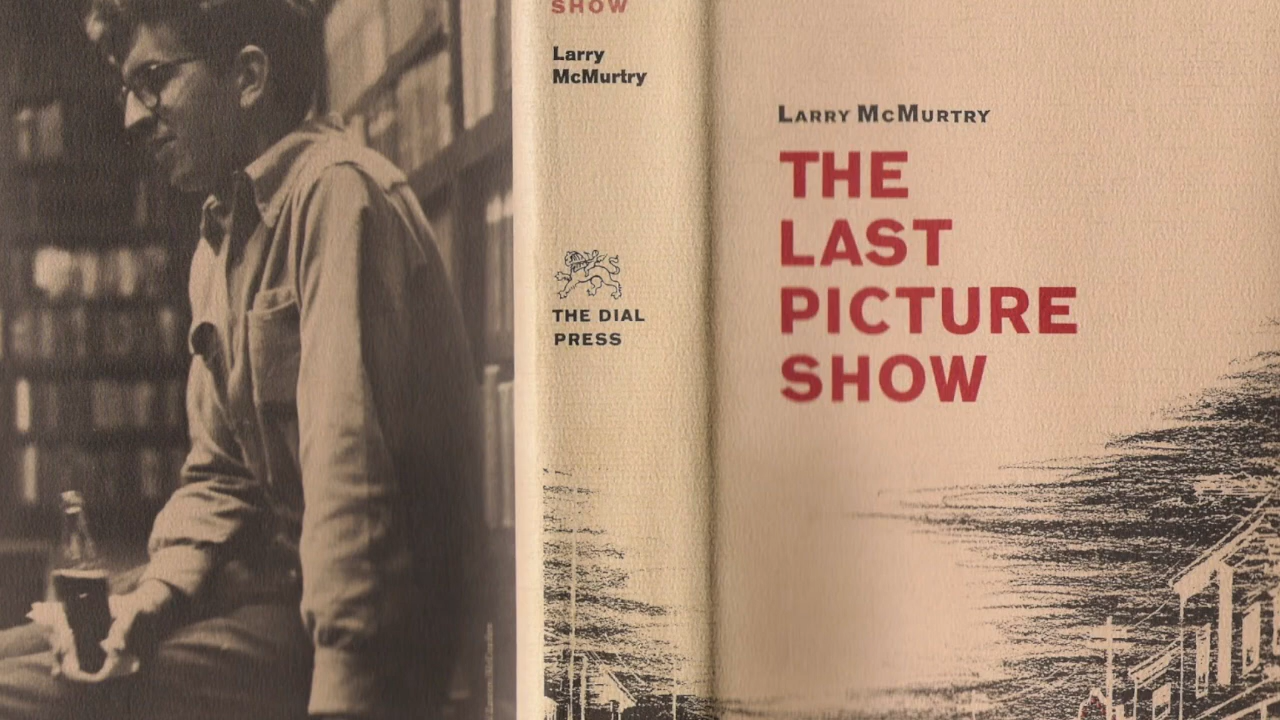 SHOW
Larry
McMurtry
THE DIAL
PRESS
LARRY MCMURTRY
THE
LAST
PICTURE
SHOW